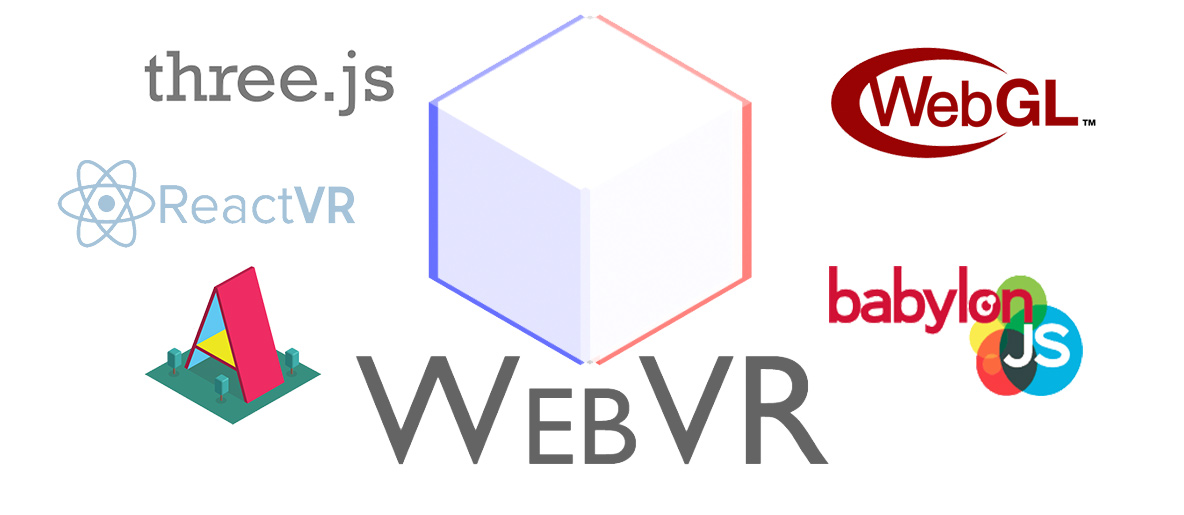 three.js
WebGL™
ReactVR
babylon
JS
WEBVR